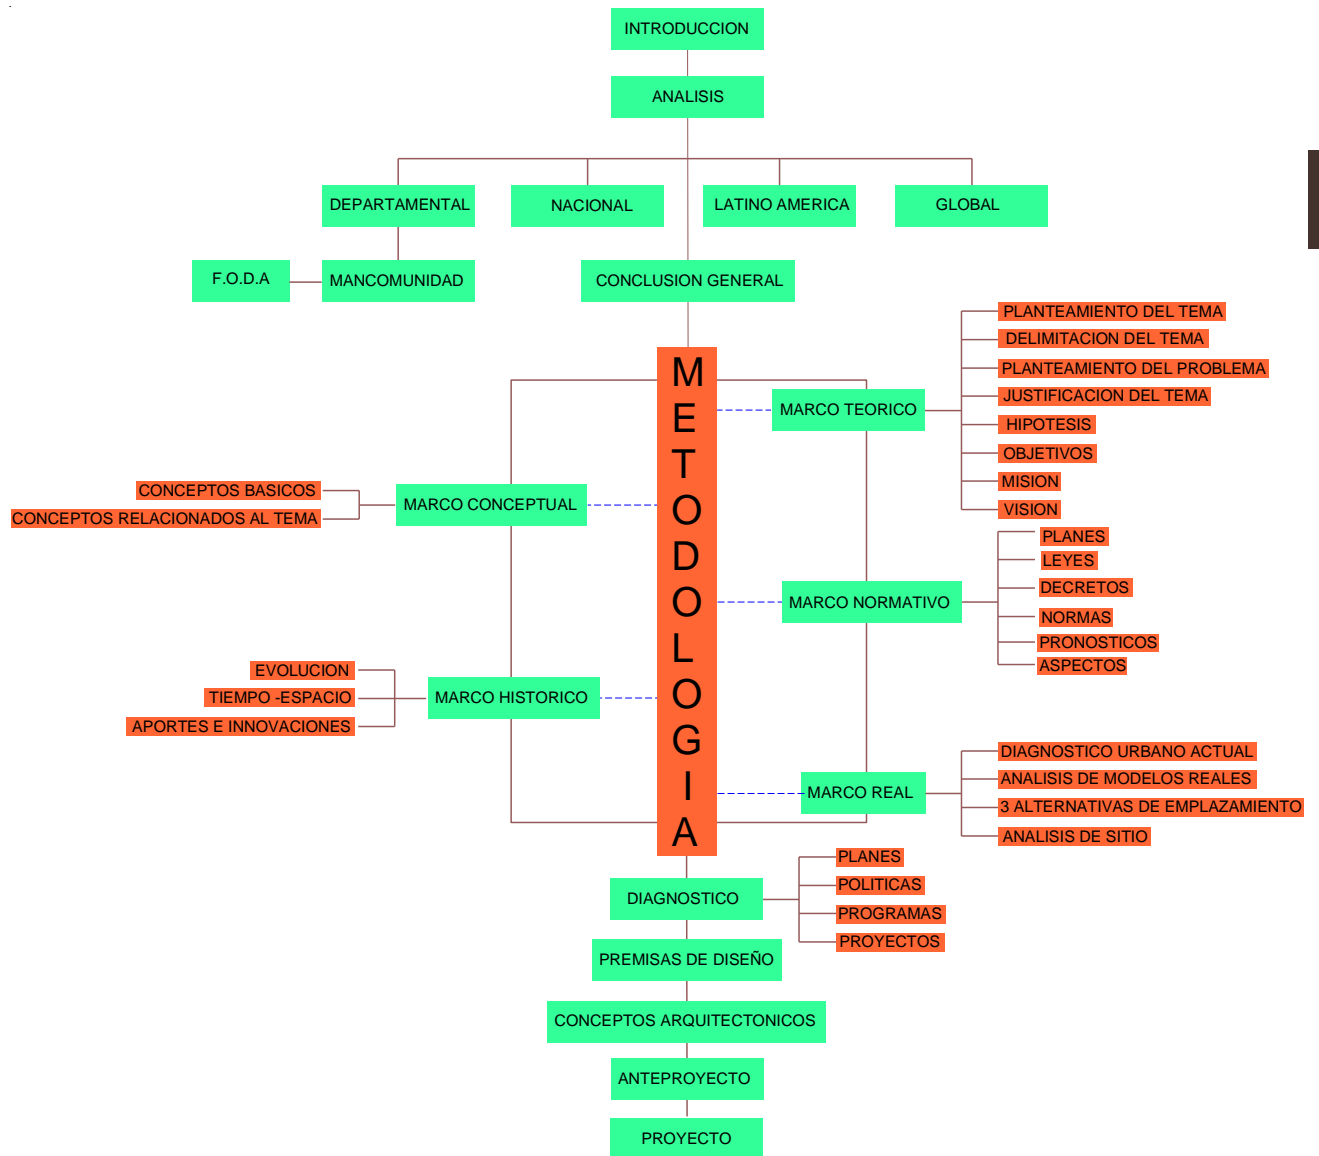 INTRODUCCION
ANALISIS
DEPARTAMENTAL
NACIONAL
LATINO AMERICA
GLOBAL
F.O.D.A
MANCOMUNIDAD
CONCLUSION GENERAL
METODOLOGIA
MARCO TEORICO
PLANTEAMIENTO DEL TEMA
DELIMITACION DEL TEMA
PLANTEAMIENTO DEL PROBLEMA
JUSTIFICACION DEL TEMA
HIPOTESIS
OBJETIVOS
MISION
VISION
CONCEPTOS BASICOS
CONCEPTOS RELACIONADOS AL TEMA
MARCO CONCEPTUAL
MARCO NORMATIVO
PLANES
LEYES
DECRETOS
NORMAS
PRONOSTICOS
ASPECTOS
EVOLUCION
TIEMPO -ESPACIO
APORTES E INNOVACIONES
MARCO HISTORICO
MARCO REAL
DIAGNOSTICO URBANO ACTUAL
ANALISIS DE MODELOS REALES
3 ALTERNATIVAS DE EMPLAZAMIENTO
ANALISIS DE SITIO
DIAGNOSTICO
PLANES
POLITICAS
PROGRAMAS
PROYECTOS
PREMISAS DE DISEÑO
CONCEPTOS ARQUITECTONICOS
ANTEPROYECTO
PROYECTO